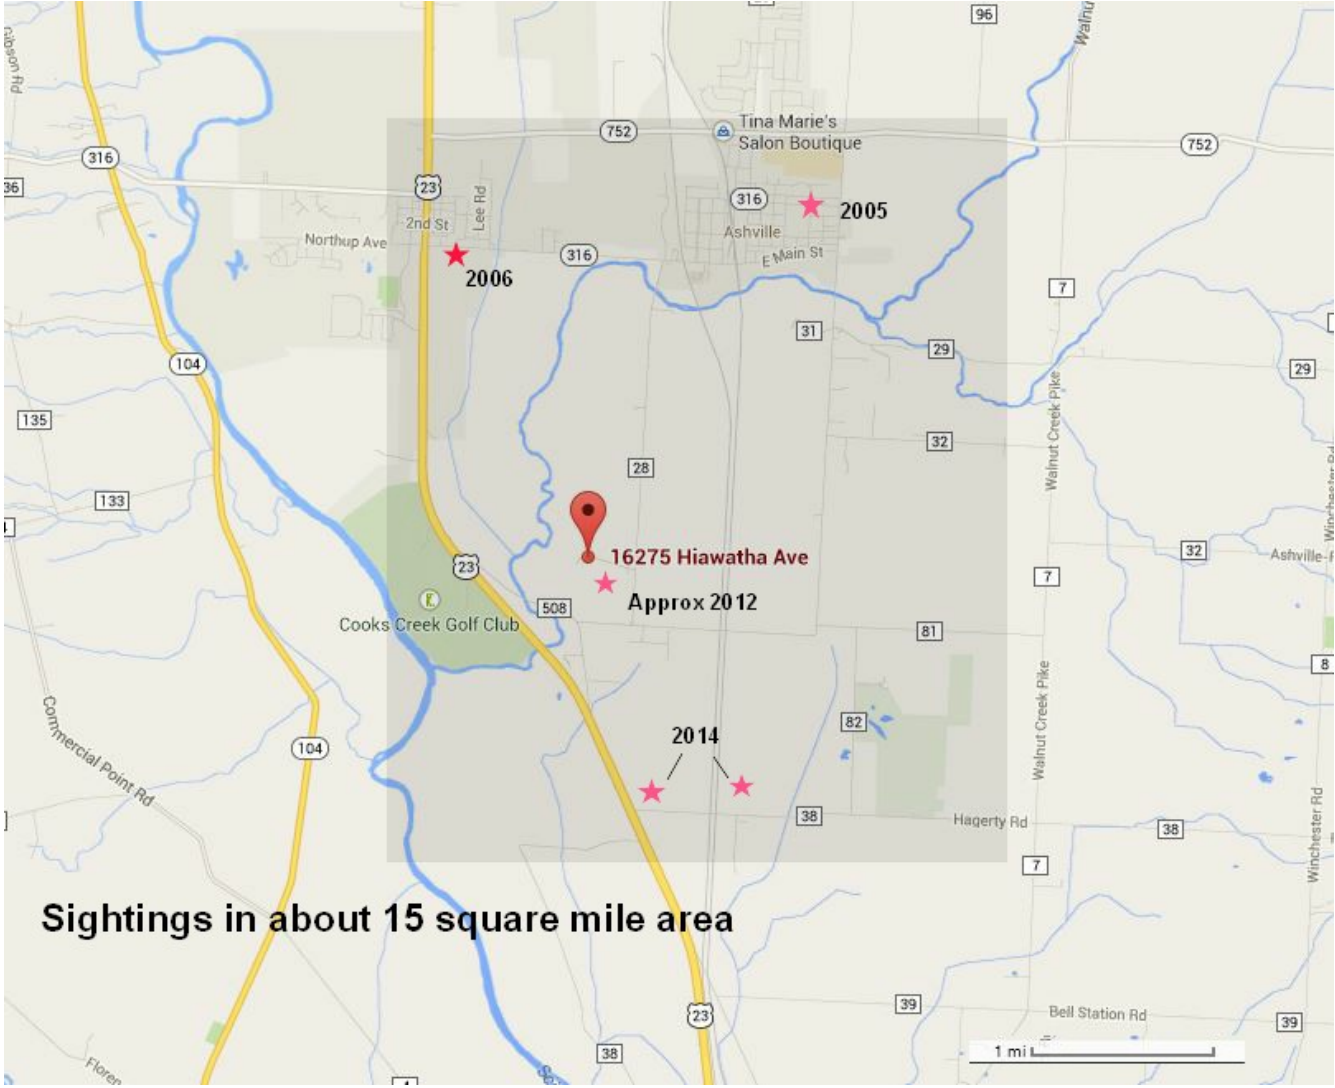 96
Walnu
Gibson Rd
752
Tina Marie's
Salon Boutique
752
316
36
23
Lee Rd
316
2005
2nd St
Ashville
Northup Ave
316
E Main St
2006
7
31
29
104
29
135
32
Walnut Creek Pike
28
133
Winchester Rd
16275 Hiawatha Ave
32
Ashville-F
23
7
Approx 2012
508
Cooks Creek Golf Club
81
8
Walnut Creek Pike
82
2014
104
Commercial Point Rd
38
Hagerty Rd
38
Winchester Rd
7
Sightings in about 15 square mile area
39
Bell Station Rd
23
39
1 mi
38
Floren
Sc